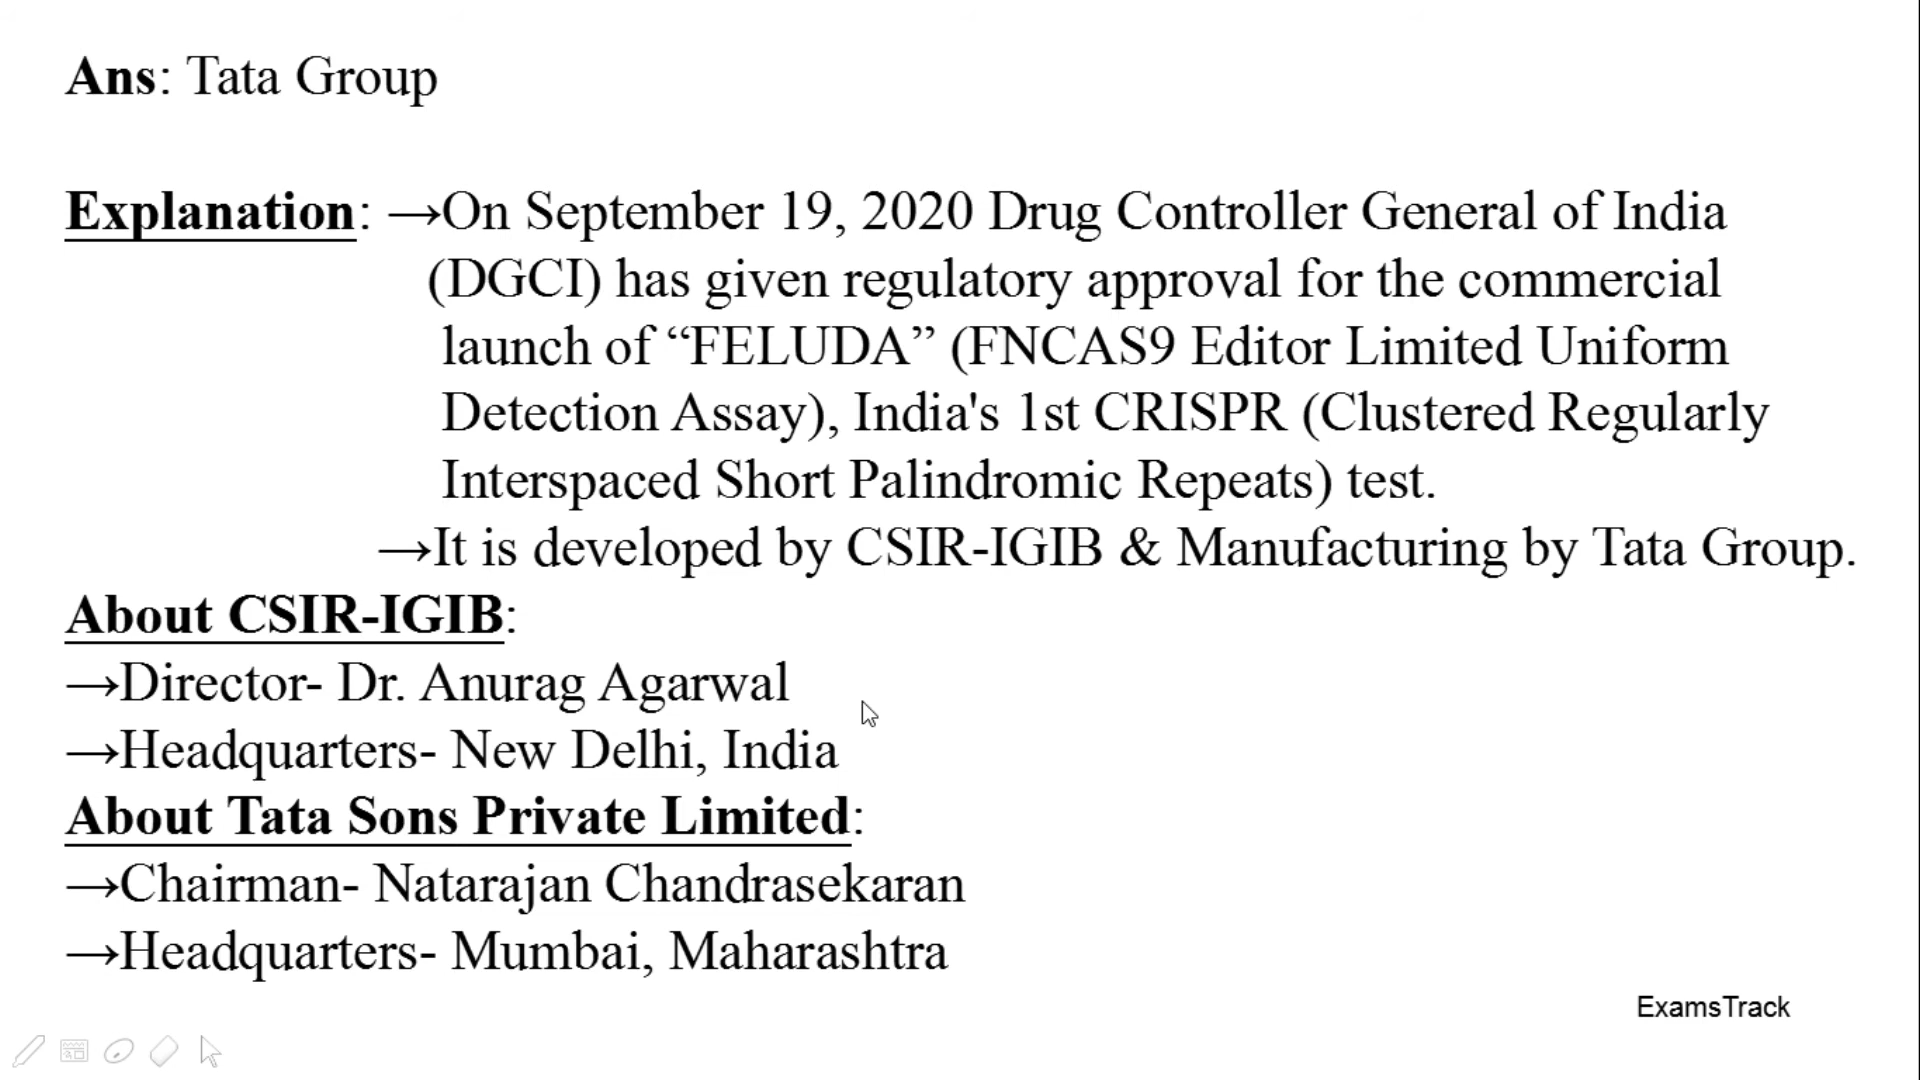 Ans: Tata Group
Explanation: →On September 19, 2020 Drug Controller General of India
(DGCI) has given regulatory approval for the commercial
launch of “FELUDA” (FNCAS9 Editor Limited Uniform
Detection Assay), India's 1st CRISPR (Clustered Regularly
Interspaced Short Palindromic Repeats) test.
→It is developed by CSIR-IGIB & Manufacturing by Tata Group.
About CSIR-IGIB:
→Director- Dr. Anurag Agarwal
→Headquarters- New Delhi, India
About Tata Sons Private Limited:
→Chairman- Natarajan Chandrasekaran
→Headquarters- Mumbai, Maharashtra
ExamsTrack